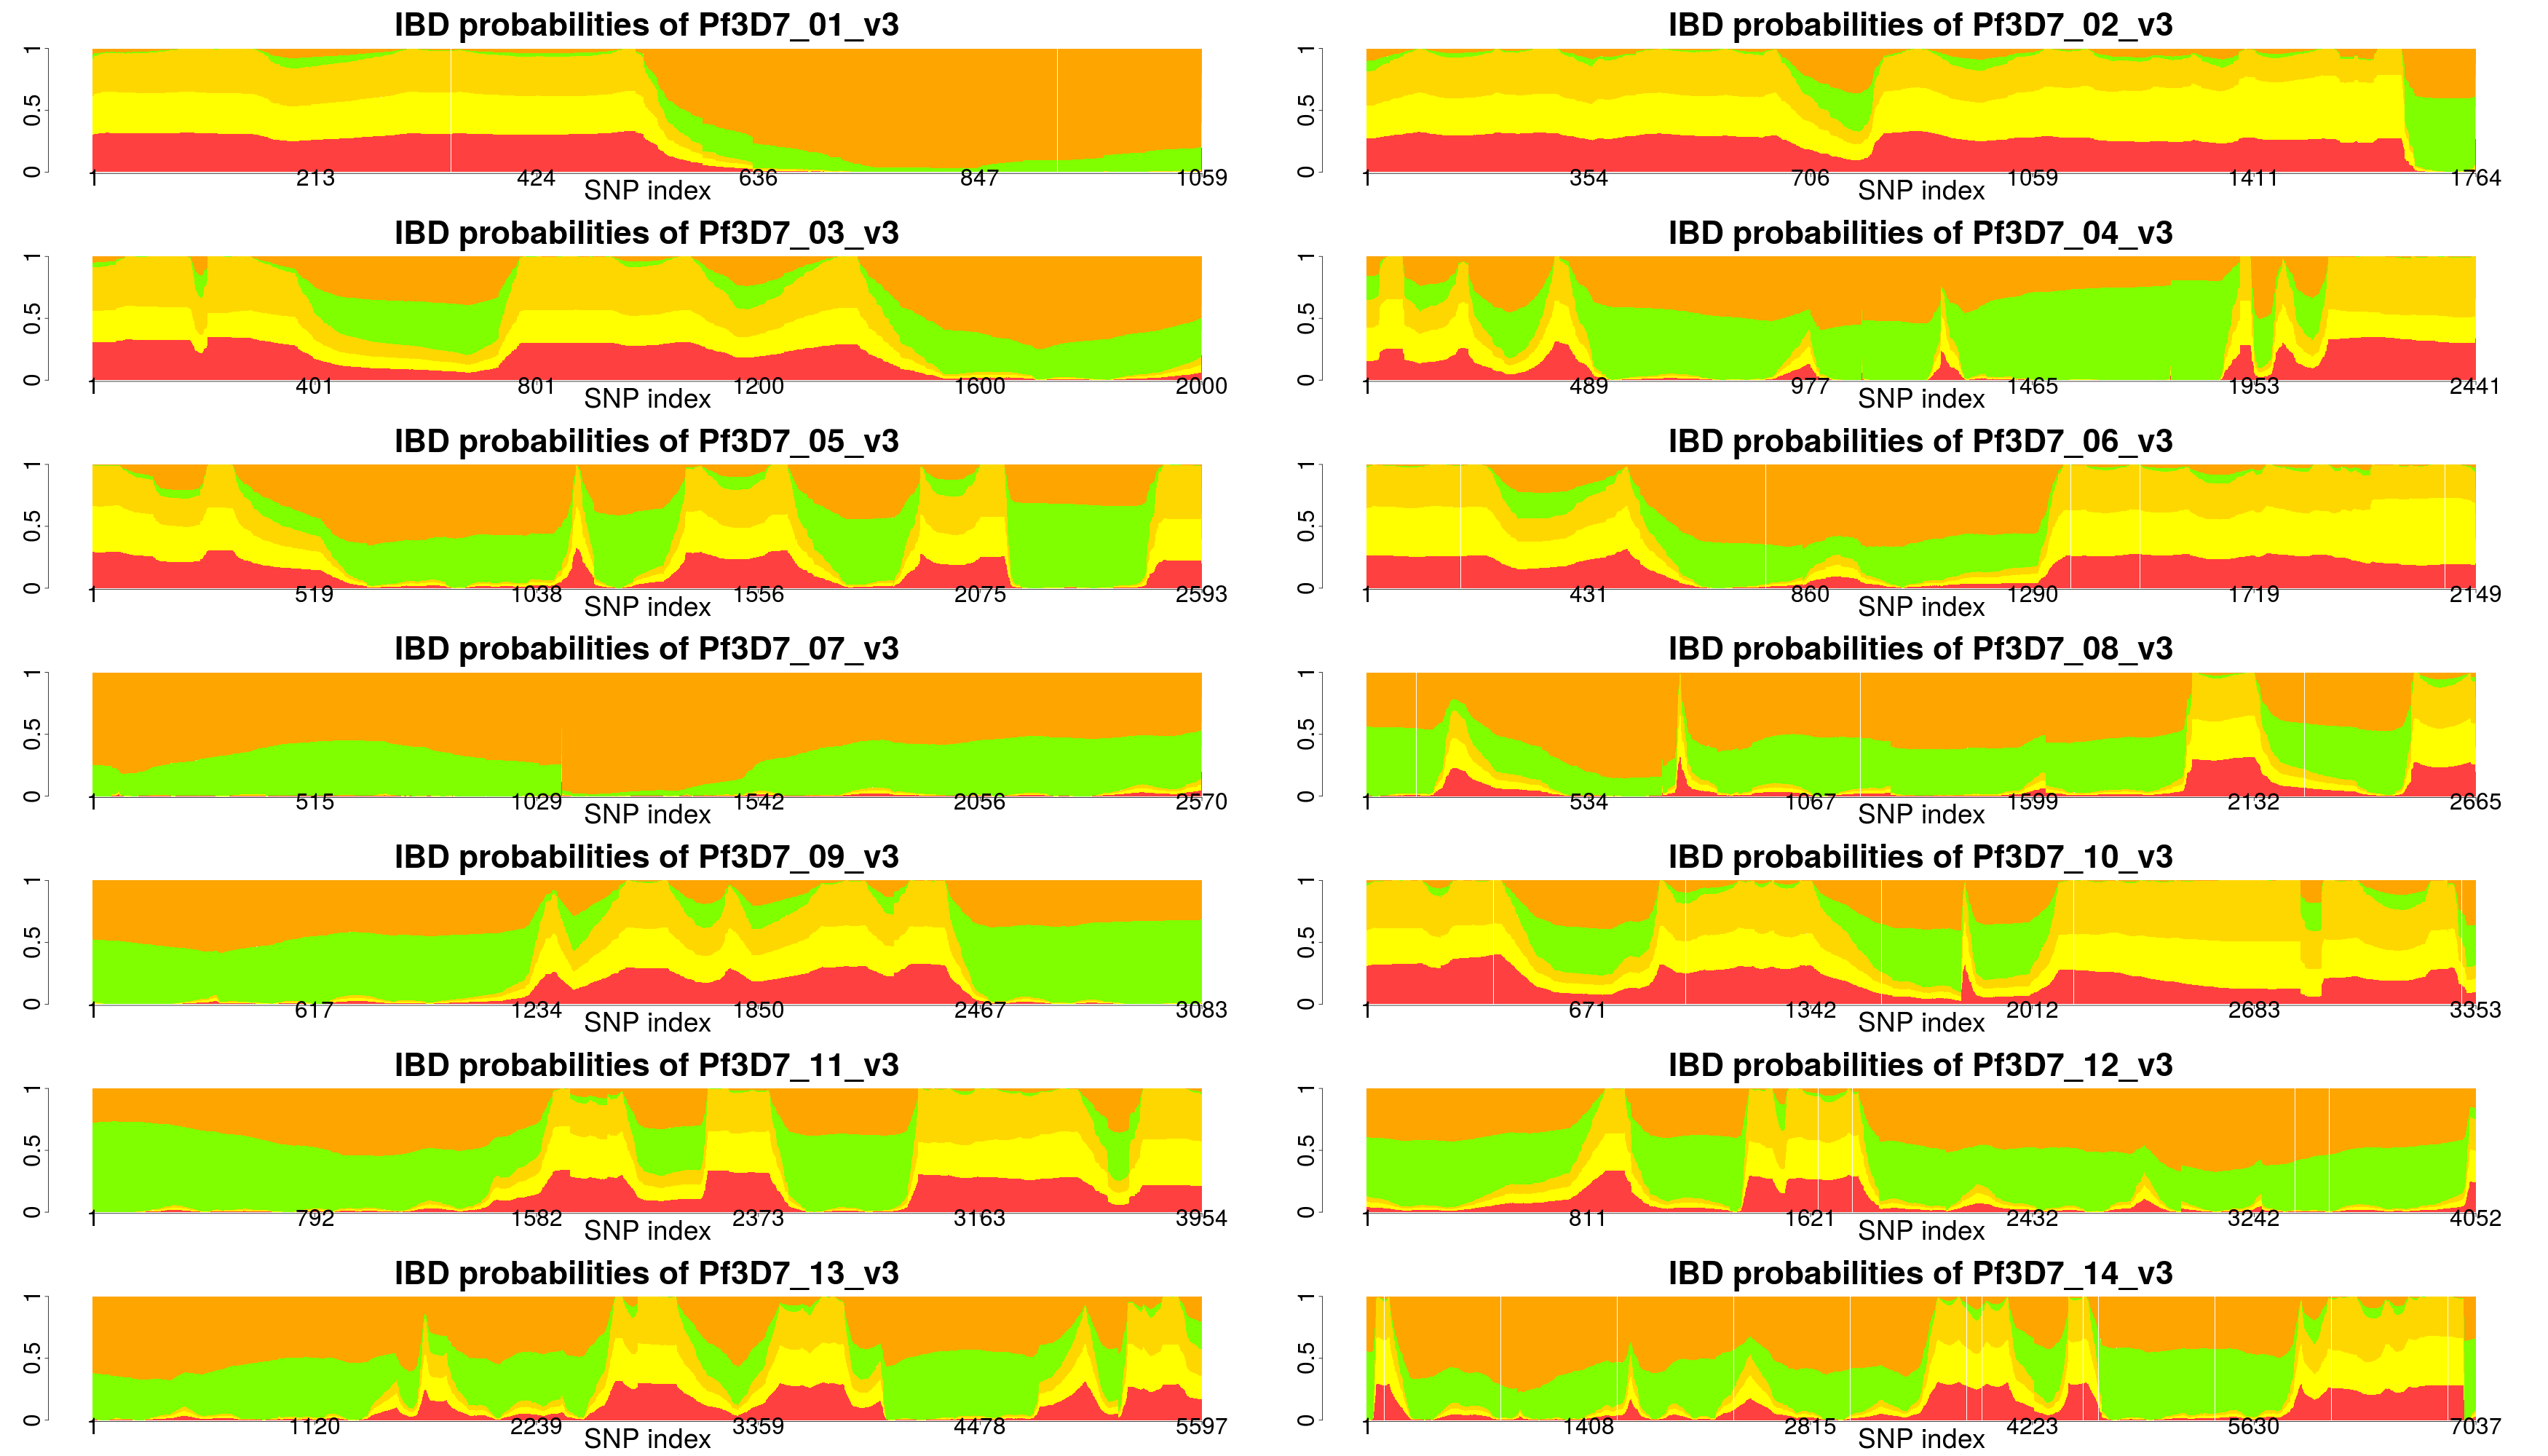 IBD probabilities of Pf3D7_01_v3
0 0.5 1
1 213 424 636 847 1059
SNP index
IBD probabilities of Pf3D7_02_v3
0 0.5 1
1 354 706 1059 1411 1764
SNP index
IBD probabilities of Pf3D7_03_v3
0 0.5 1
1 401 801 1200 1600 2000
SNP index
IBD probabilities of Pf3D7_04_v3
0 0.5 1
1 489 977 1465 1953 2441
SNP index
IBD probabilities of Pf3D7_05_v3
0 0.5 1
1 519 1038 1556 2075 2593
SNP index
IBD probabilities of Pf3D7_06_v3
0 0.5 1
1 431 860 1290 1719 2149
SNP index
IBD probabilities of Pf3D7_07_v3
0 0.5 1
1 515 1029 1542 2056 2570
SNP index
IBD probabilities of Pf3D7_08_v3
0 0.5 1
1 534 1067 1599 2132 2665
SNP index
IBD probabilities of Pf3D7_09_v3
0 0.5 1
1 617 1234 1850 2467 3083
SNP index
IBD probabilities of Pf3D7_10_v3
0 0.5 1
1 671 1342 2012 2683 3353
SNP index
IBD probabilities of Pf3D7_11_v3
0 0.5 1
1 792 1582 2373 3163 3954
SNP index
IBD probabilities of Pf3D7_12_v3
0 0.5 1
1 811 1621 2432 3242 4052
SNP index
IBD probabilities of Pf3D7_13_v3
0 0.5 1
1 1120 2239 3359 4478 5597
SNP index
IBD probabilities of Pf3D7_14_v3
0 0.5 1
1 1408 2815 4223 5630 7037
SNP index